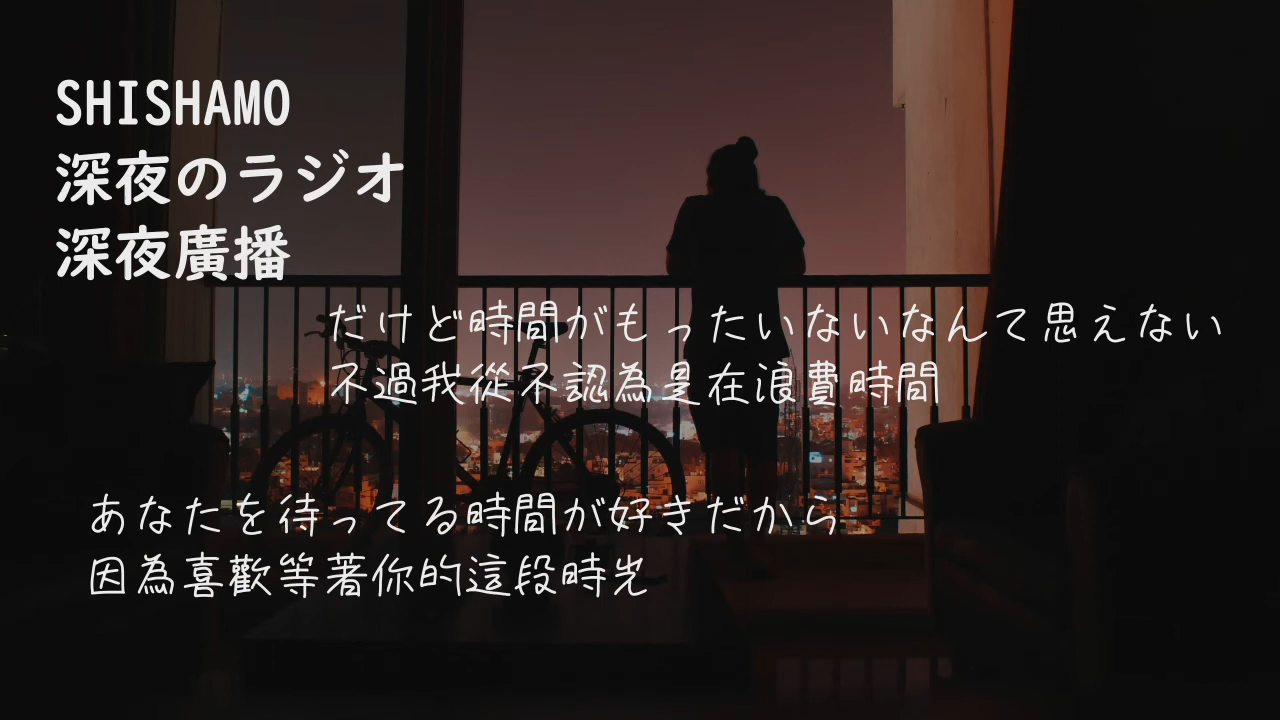 SHISHAMO
深夜のラジオ
深夜廣播
だけど時間がもったいないなんて思えない
不過我從不認為是在浪費時間
あなたを待ってる時間が好きだから
因為喜歡等著你的這段時光